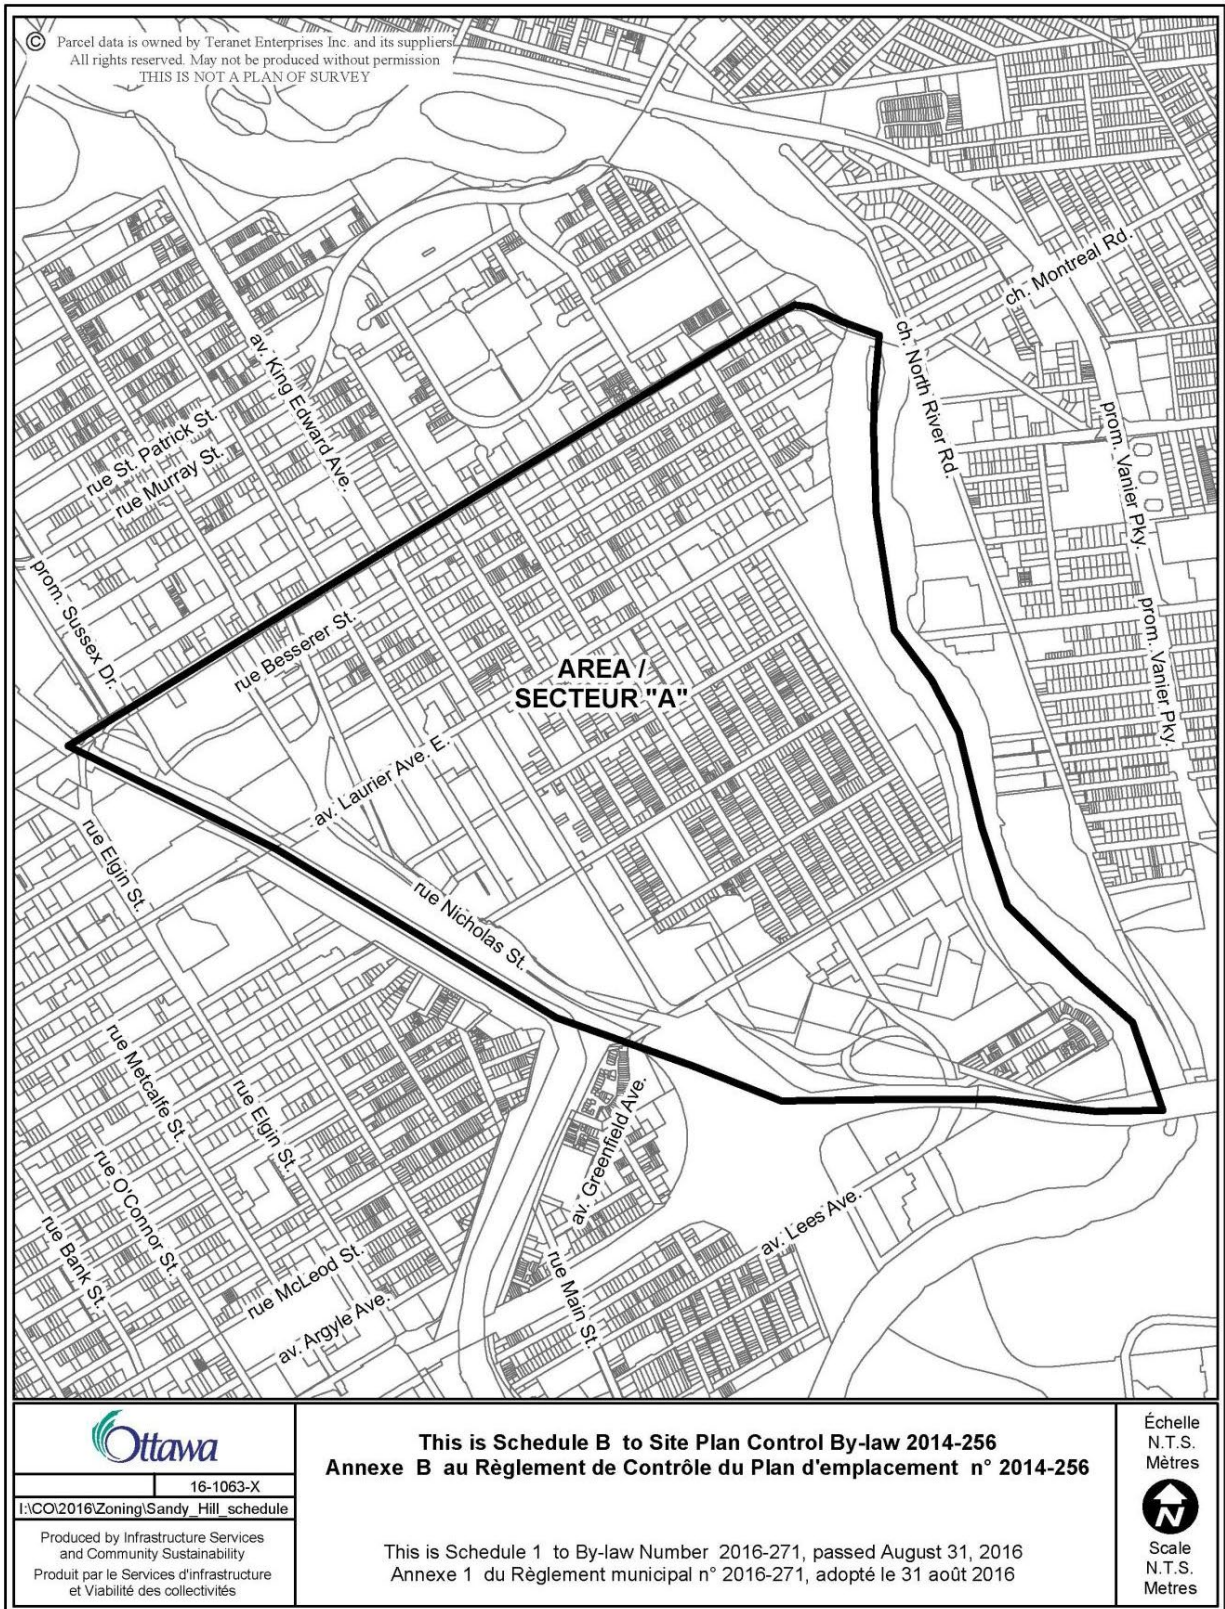 © Parcel data is owned by Teranet Enterprises Inc. and its suppliers
All rights reserved. May not be produced without permission
THIS IS NOT A PLAN OF SURVEY
ch. Montreal Rd.
ch. North River Rd.
av. King Edward Ave.
rue St. Patrick St.
rue Murray St.
prom. Vanier Pky.
prom. Sussex Dr.
rue Besserer St.
prom. Vanier Pky.
AREA /
SECTEUR "A"
av. Laurier Ave. E.
rue Elgin St.
rue Nicholas St.
rue Metcalfe St.
rue Elgin St.
av. Greenfield Ave.
rue O'Connor St.
av. Lees Ave.
rue Bank St.
rue McLeod St.
rue Main St.
av. Argyle Ave.
Ottawa
16-1063-X
I:\CO\2016\Zoning\Sandy_Hill_schedule
Produced by Infrastructure Services
and Community Sustainability
Produit par le Services d'infrastructure
et Viabilité des collectivités
This is Schedule B to Site Plan Control By-law 2014-256
Annexe B au Règlement de Contrôle du Plan d'emplacement n° 2014-256
This is Schedule 1 to By-law Number 2016-271, passed August 31, 2016
Annexe 1 du Règlement municipal n° 2016-271, adopté le 31 août 2016
Échelle
N.T.S.
Mètres
N
Scale
N.T.S.
Metres